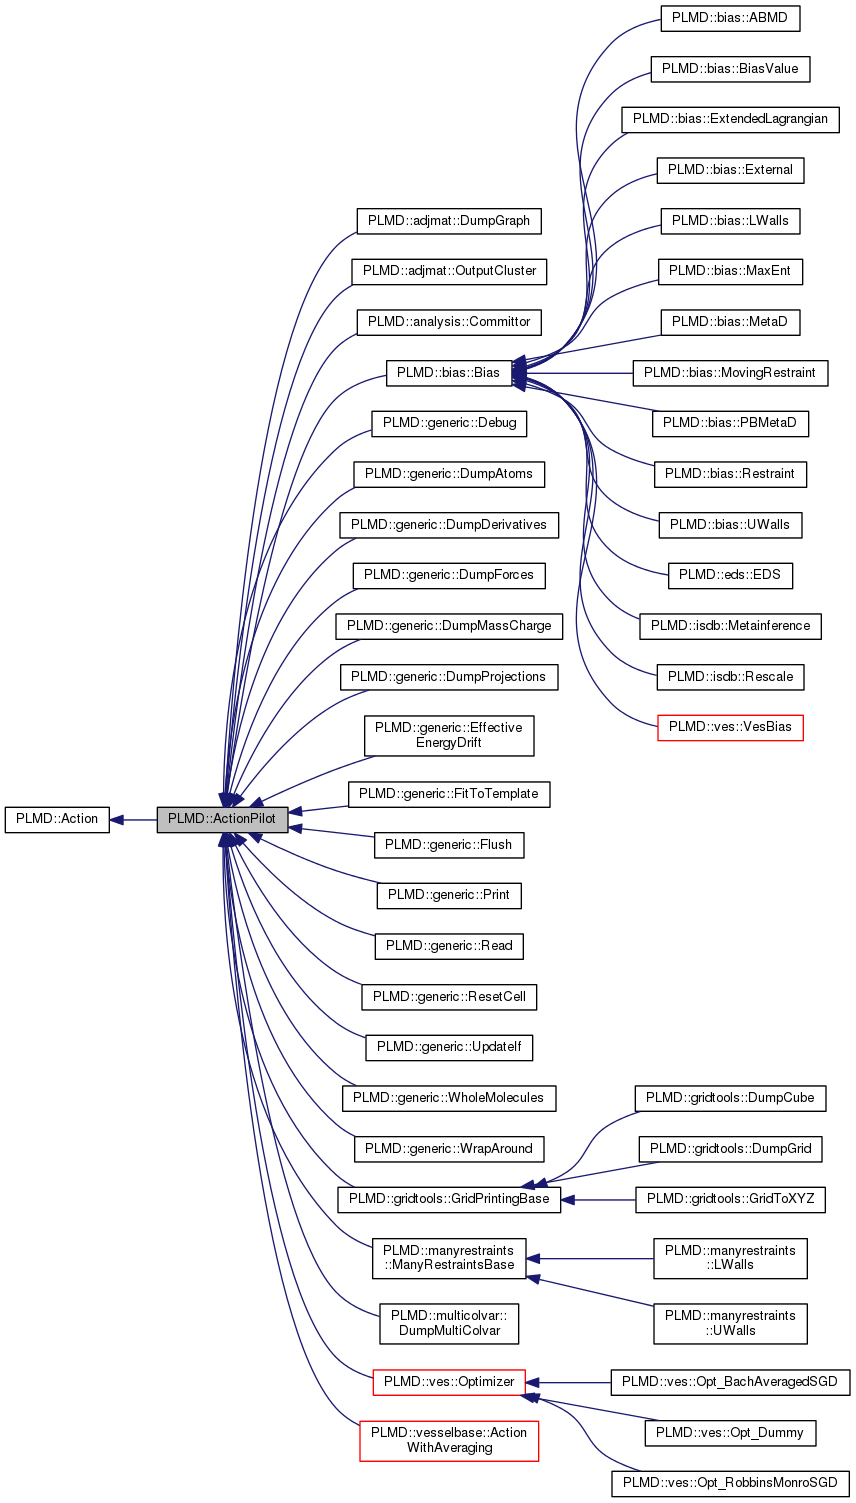 PLMD::bias::ABMD
PLMD::bias::BiasValue
PLMD::bias::ExtendedLagrangian
PLMD::bias::External
PLMD::adjmat::DumpGraph
PLMD::bias::LWalls
PLMD::adjmat::OutputCluster
PLMD::bias::MaxEnt
PLMD::analysis::Committor
PLMD::bias::MetaD
PLMD::bias::Bias
PLMD::bias::MovingRestraint
PLMD::generic::Debug
PLMD::bias::PBMetaD
PLMD::generic::DumpAtoms
PLMD::bias::Restraint
PLMD::generic::DumpDerivatives
PLMD::bias::UWalls
PLMD::generic::DumpForces
PLMD::eds::EDS
PLMD::generic::DumpMassCharge
PLMD::isdb::Metainference
PLMD::generic::DumpProjections
PLMD::isdb::Rescale
PLMD::generic::Effective
EnergyDrift
PLMD::ves::VesBias
PLMD::generic::FitToTemplate
PLMD::Action
PLMD::ActionPilot
PLMD::generic::Flush
PLMD::generic::Print
PLMD::generic::Read
PLMD::generic::ResetCell
PLMD::generic::UpdateIf
PLMD::generic::WholeMolecules
PLMD::gridtools::DumpCube
PLMD::generic::WrapAround
PLMD::gridtools::DumpGrid
PLMD::gridtools::GridPrintingBase
PLMD::gridtools::GridToXYZ
PLMD::manyrestraints
::ManyRestraintsBase
PLMD::manyrestraints
::LWalls
PLMD::multicolvar::
DumpMultiColvar
PLMD::manyrestraints
::UWalls
PLMD::ves::Optimizer
PLMD::ves::Opt_BachAveragedSGD
PLMD::vesselbase::Action
WithAveraging
PLMD::ves::Opt_Dummy
PLMD::ves::Opt_RobbinsMonroSGD